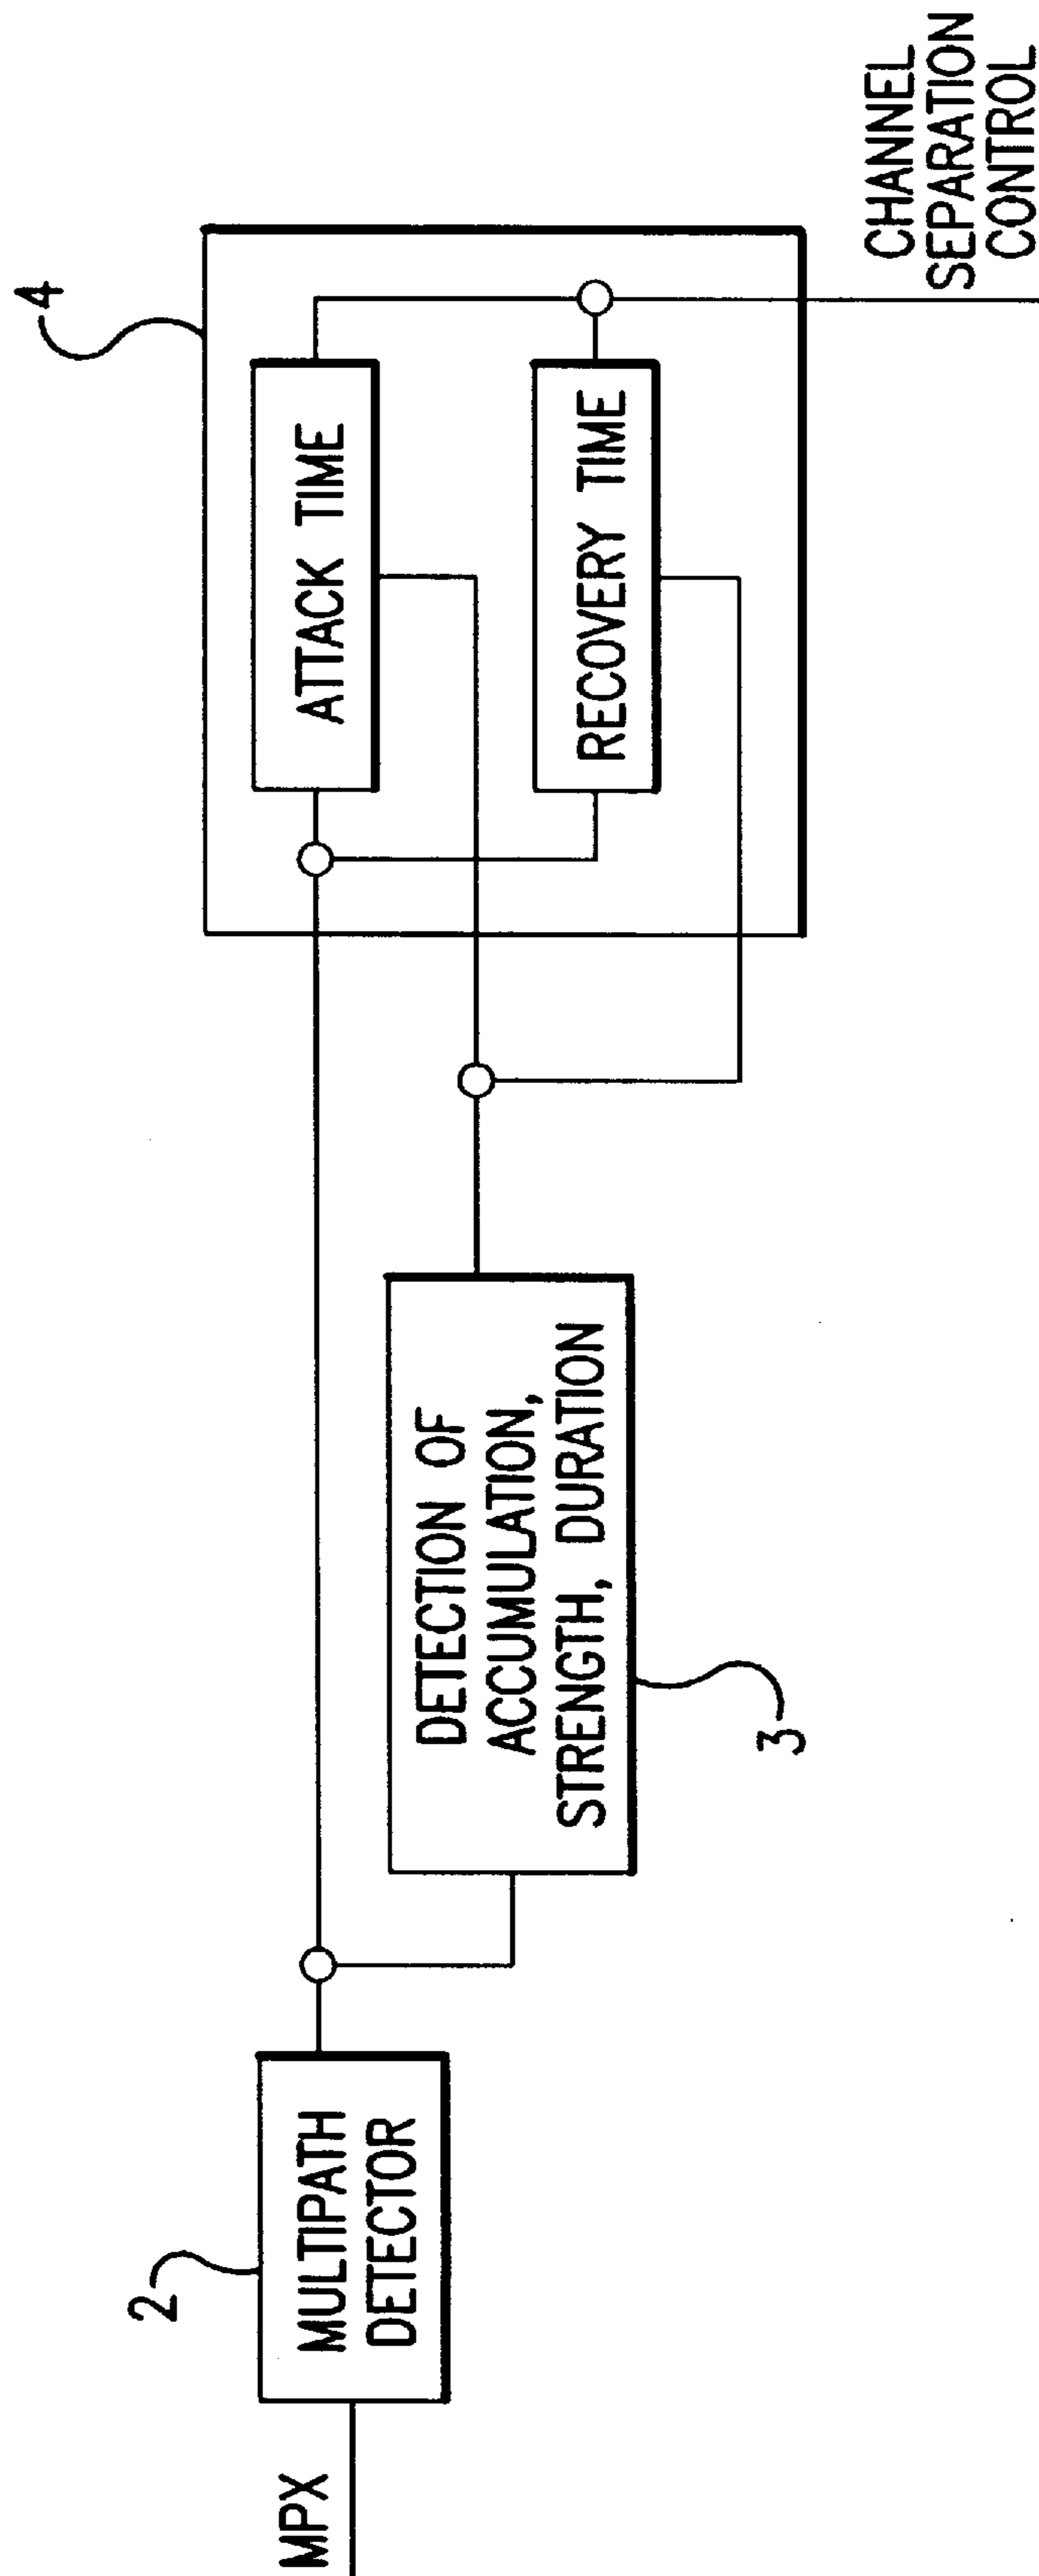 MPX
2
MULTIPATH
DETECTOR
DETECTION OF
ACCUMULATION,
STRENGTH, DURATION
3
4
ATTACK TIME
RECOVERY TIME
CHANNEL
SEPARATION
CONTROL